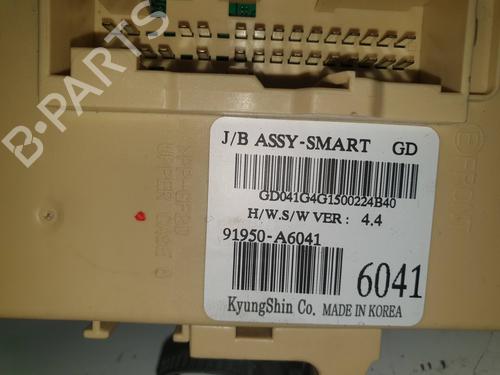 B-PARTS
J/B ASSY-SMART GD
GD041G4G1500224B40
H/W.S/W VER : 4.4
91950-A6041
6041
KyungShin Co. MADE IN KOREA